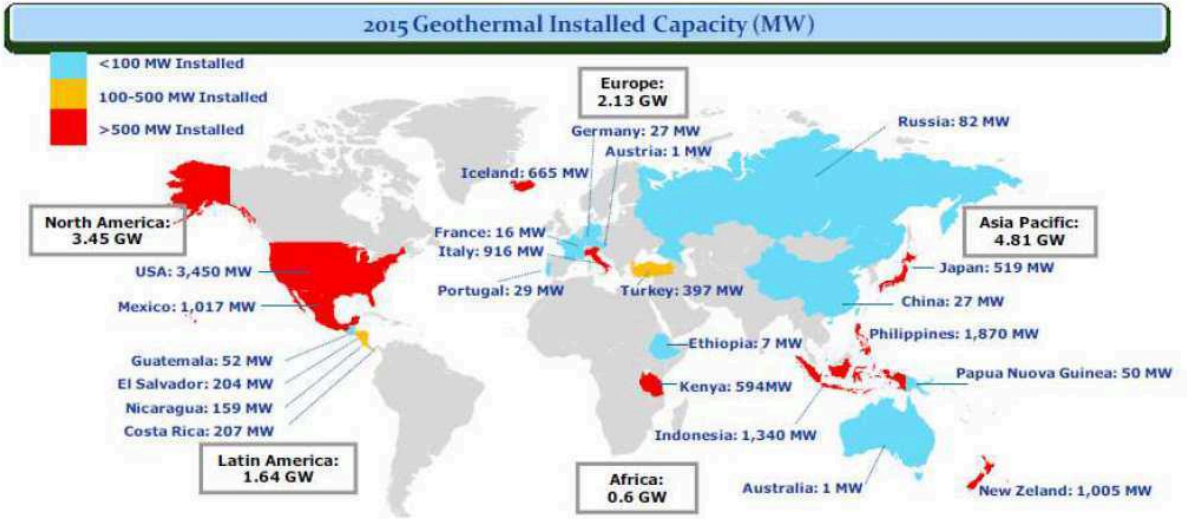 2015 Geothermal Installed Capacity (MW)
<100 MW Installed
100-500 MW Installed
>500 MW Installed
Europe:
2.13 GW
Germany: 27 MW
Austria: 1 MW
Iceland: 665 MW
Russia: 82 MW
North America:
3.45 GW
Asia Pacific:
4.81 GW
France: 16 MW
Italy: 916 MW
Portugal: 29 MW
Turkey: 397 MW
USA: 3,450 MW
Mexico: 1,017 MW
Japan: 519 MW
China: 27 MW
Philippines: 1,870 MW
Guatemala: 52 MW
El Salvador: 204 MW
Nicaragua: 159 MW
Costa Rica: 207 MW
Ethiopia: 7 MW
Kenya: 594MW
Papua Nuova Guinea: 50 MW
Indonesia: 1,340 MW
Latin America:
1.64 GW
Africa:
0.6 GW
Australia: 1 MW
New Zeland: 1,005 MW